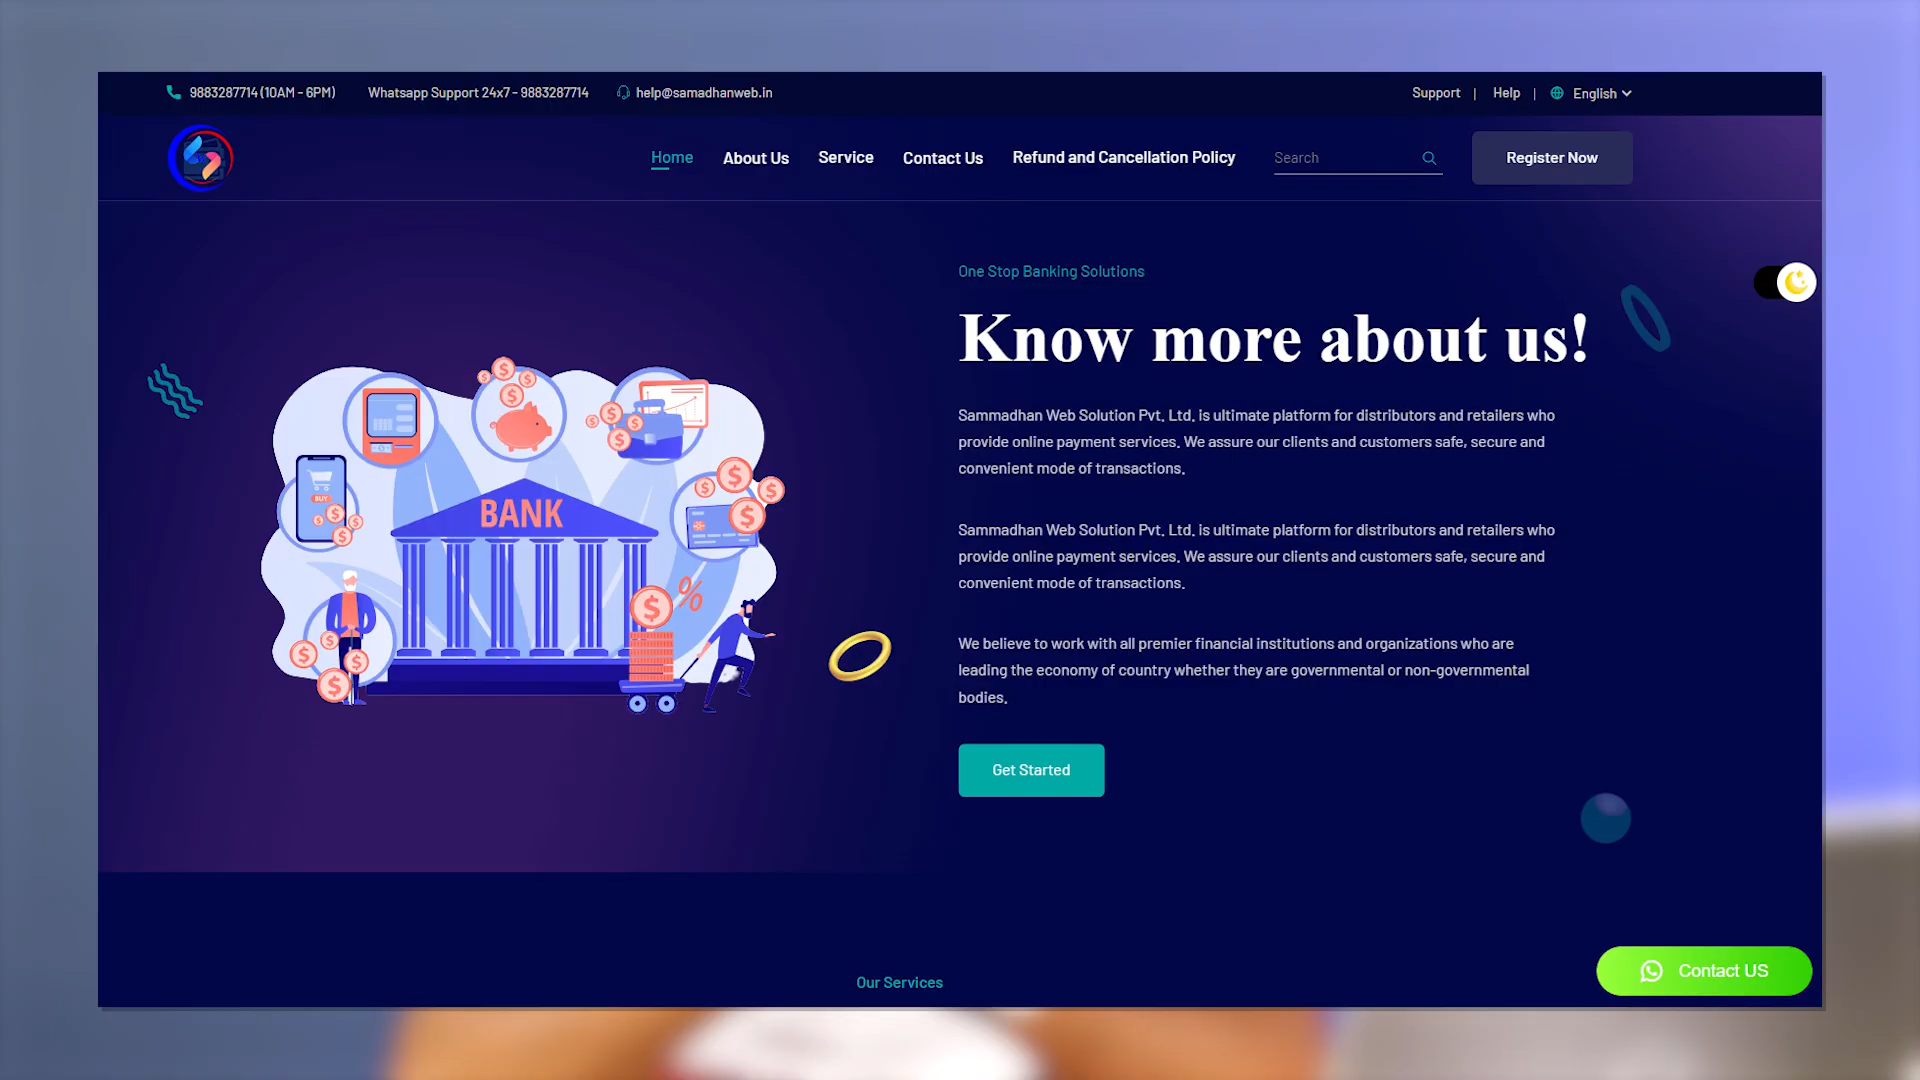 9883287714 (10AM - 6PM)
Whatsapp Support 24x7 - 9883287714
help@samadhanweb.in
Support | Help | English
Home
About Us
Service
Contact Us
Refund and Cancellation Policy
Search
Register Now
One Stop Banking Solutions
Know more about us!
Sammadhan Web Solution Pvt. Ltd. is ultimate platform for distributors and retailers who
provide online payment services. We assure our clients and customers safe, secure and
convenient mode of transactions.
Sammadhan Web Solution Pvt. Ltd. is ultimate platform for distributors and retailers who
provide online payment services. We assure our clients and customers safe, secure and
convenient mode of transactions.
We believe to work with all premier financial institutions and organizations who are
leading the economy of country whether they are governmental or non-governmental
bodies.
Get Started
BUY
BANK
%
Our Services
Contact US